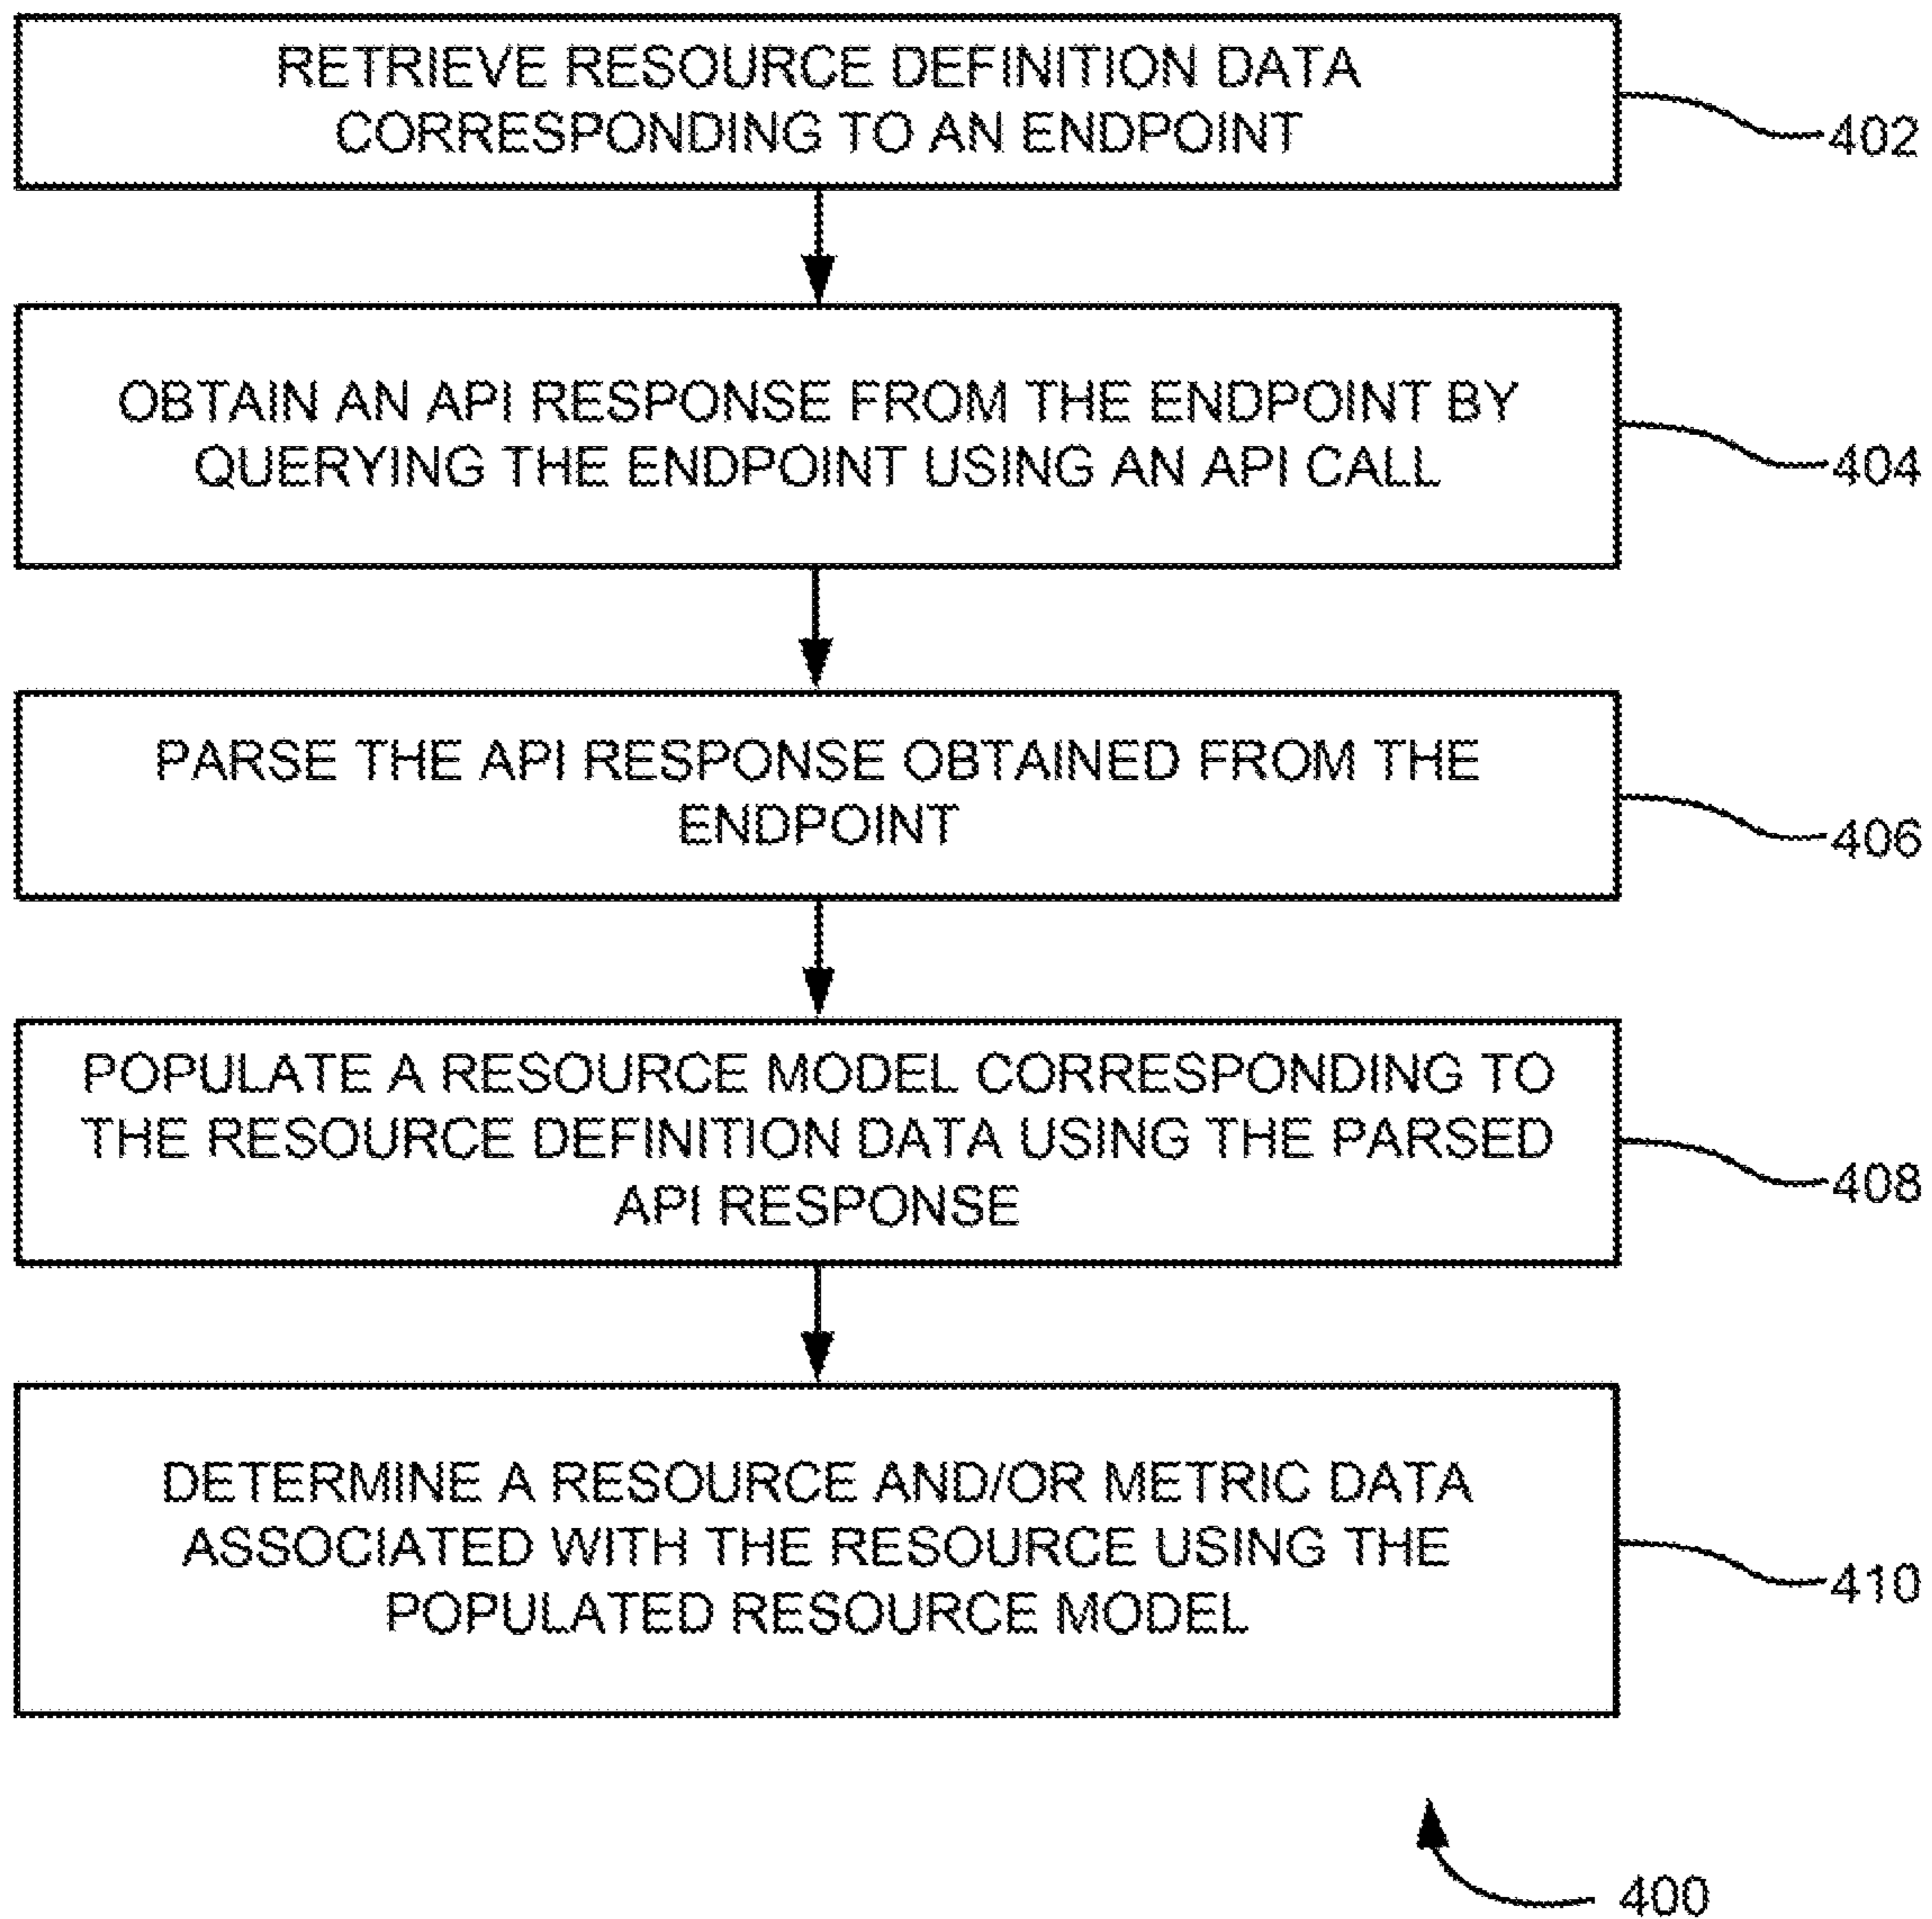 RETRIEVE RESOURCE DEFINITION DATA
CORRESPONDING TO AN ENDPOINT
402
OBTAIN AN API RESPONSE FROM THE ENDPOINT BY
QUERYING THE ENDPOINT USING AN API CALL
404
PARSE THE API RESPONSE OBTAINED FROM THE
ENDPOINT
406
POPULATE A RESOURCE MODEL CORRESPONDING TO
THE RESOURCE DEFINITION DATA USING THE PARSED
API RESPONSE
408
DETERMINE A RESOURCE AND/OR METRIC DATA
ASSOCIATED WITH THE RESOURCE USING THE
POPULATED RESOURCE MODEL
410
400